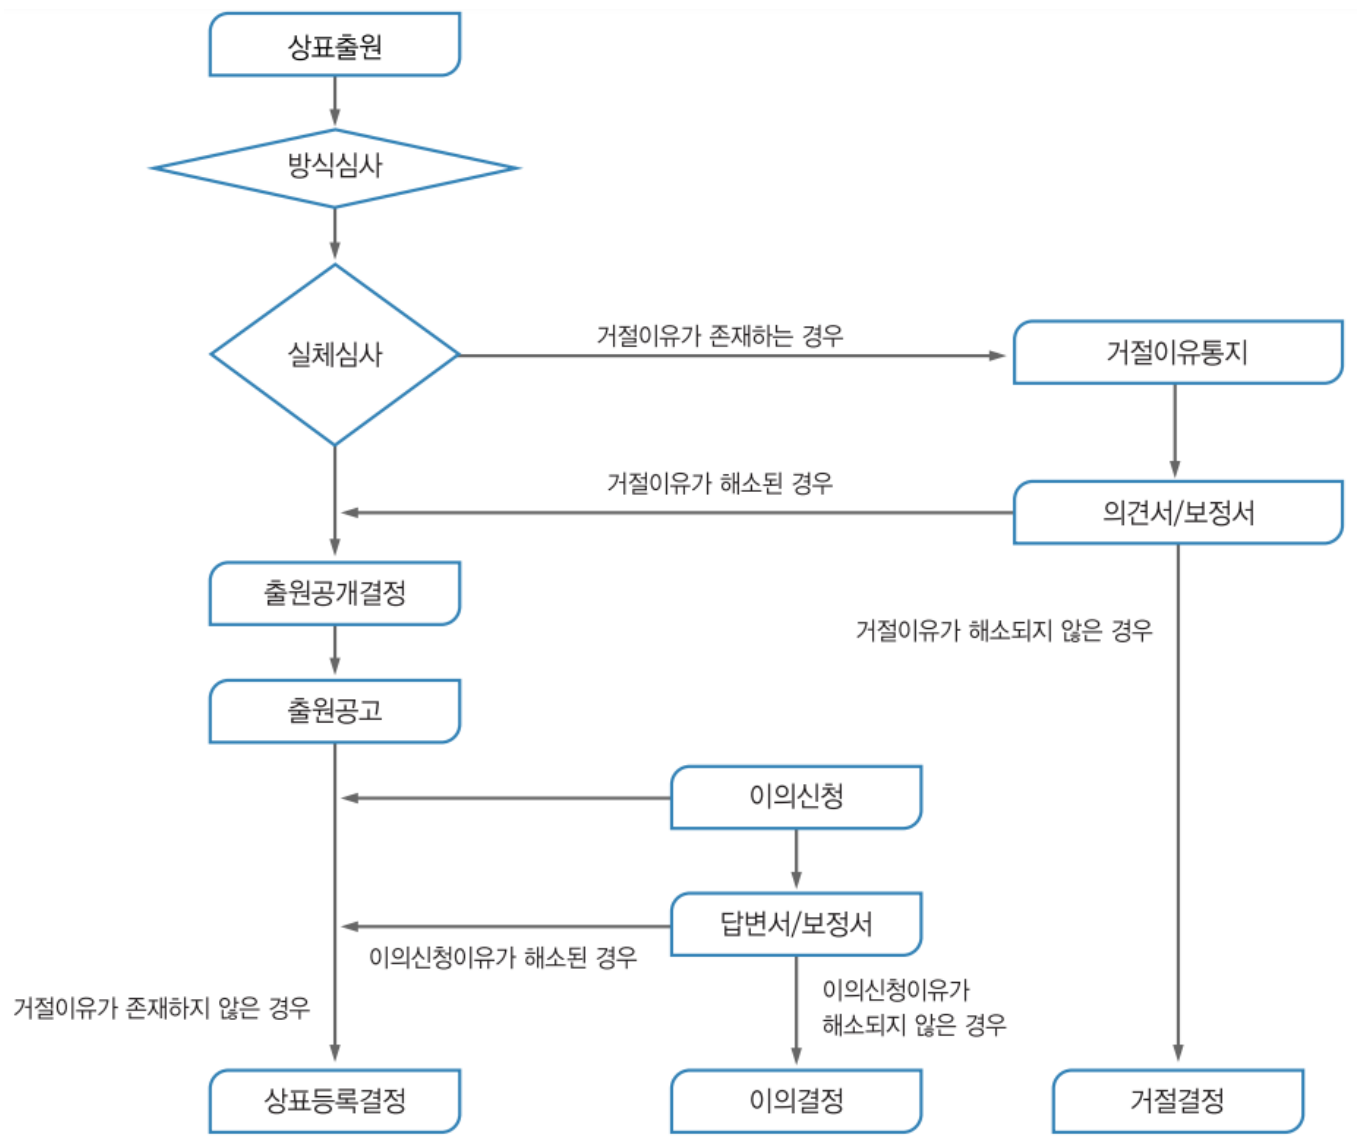 상표출원
방식심사
실체심사
거절이유가 존재하는 경우
거절이유통지
거절이유가 해소된 경우
의견서/보정서
출원공개결정
거절이유가 해소되지 않은 경우
출원공고
이의신청
답변서/보정서
이의신청이유가 해소된 경우
이의신청이유가
해소되지 않은 경우
거절이유가 존재하지 않은 경우
상표등록결정
이의결정
거절결정